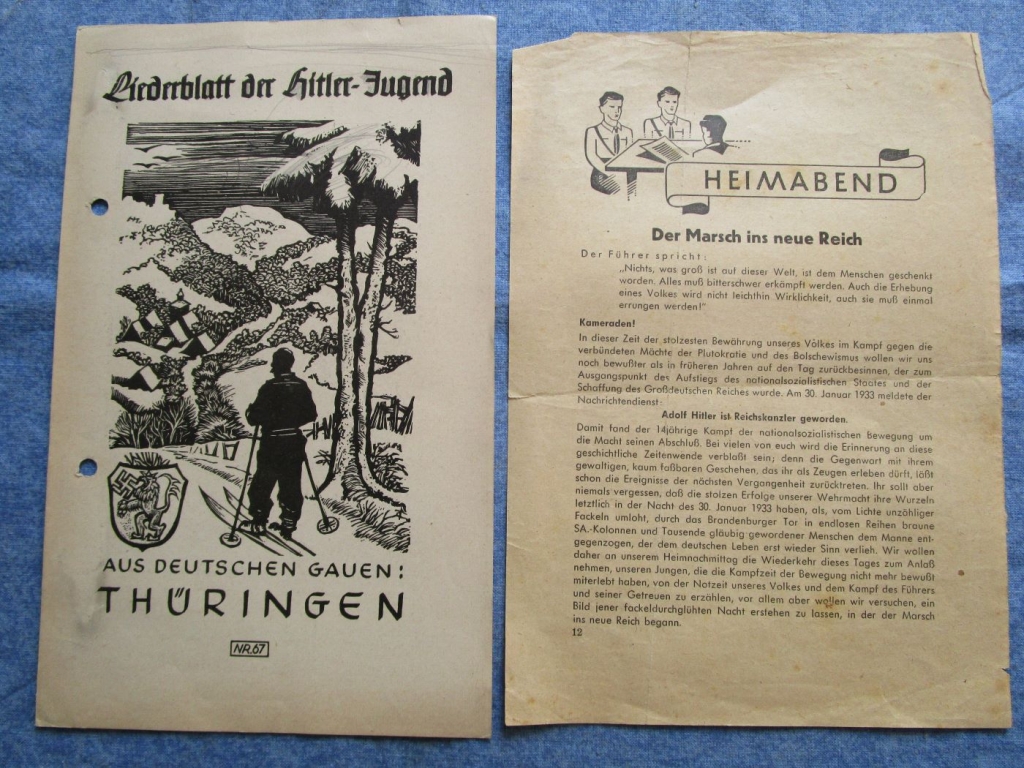 Liederblatt der Hitler-Jugend
AUS DEUTSCHEN GAUEN:
THÜRINGEN
NR.67
HEIMABEND
Der Marsch ins neue Reich
Der Führer spricht:
„Nichts, was groß ist auf dieser Welt, ist dem Menschen geschenkt
worden. Alles muß bitterschwer erkämpft werden. Auch die Erhebung
eines Volkes wird nicht leichthin Wirklichkeit, auch sie muß einmal
errungen werden!“
Kameraden!
In dieser Zeit der stolzesten Bewährung unseres Volkes im Kampf gegen die
verbündeten Mächte der Plutokratie und des Bolschewismus wollen wir uns
noch bewußter als in früheren Jahren auf den Tag zurückbesinnen, der zum
Ausgangspunkt des Aufstiegs des nationalsozialistischen Staates und der
Schaffung des Großdeutschen Reiches wurde. Am 30. Januar 1933 meldete der
Nachrichtendienst:
Adolf Hitler ist Reichskanzler geworden.
Damit fand der 14jährige Kampf der nationalsozialistischen Bewegung um
die Macht seinen Abschluß. Bei vielen von euch wird die Erinnerung an diese
geschichtliche Zeitenwende verblaßt sein; denn die Gegenwart mit ihrem
gewaltigen, kaum faßbaren Geschehen, das ihr als Zeugen erleben dürft, läßt
schon die Ereignisse der nächsten Vergangenheit zurücktreten. Ihr sollt aber
niemals vergessen, daß die stolzen Erfolge unserer Wehrmacht ihre Wurzeln
letztlich in der Nacht des 30. Januar 1933 haben, als, vom Lichte unzähliger
Fackeln umloht, durch das Brandenburger Tor in endlosen Reihen braune
SA.-Kolonnen und Tausende gläubig gewordener Menschen dem Manne ent-
gegenzogen, der dem deutschen Leben erst wieder Sinn verlieh. Wir wollen
daher an unserem Heimnachmittag die Wiederkehr dieses Tages zum Anlaß
nehmen, unseren Jungen, die die Kampfzeit der Bewegung nicht mehr bewußt
miterlebt haben, von der Notzeit unseres Volkes und dem Kampf des Führers
und seiner Getreuen zu erzählen, vor allem aber wollen wir versuchen, ein
Bild jener fackeldurchglühten Nacht erstehen zu lassen, in der der Marsch
ins neue Reich begann.
12